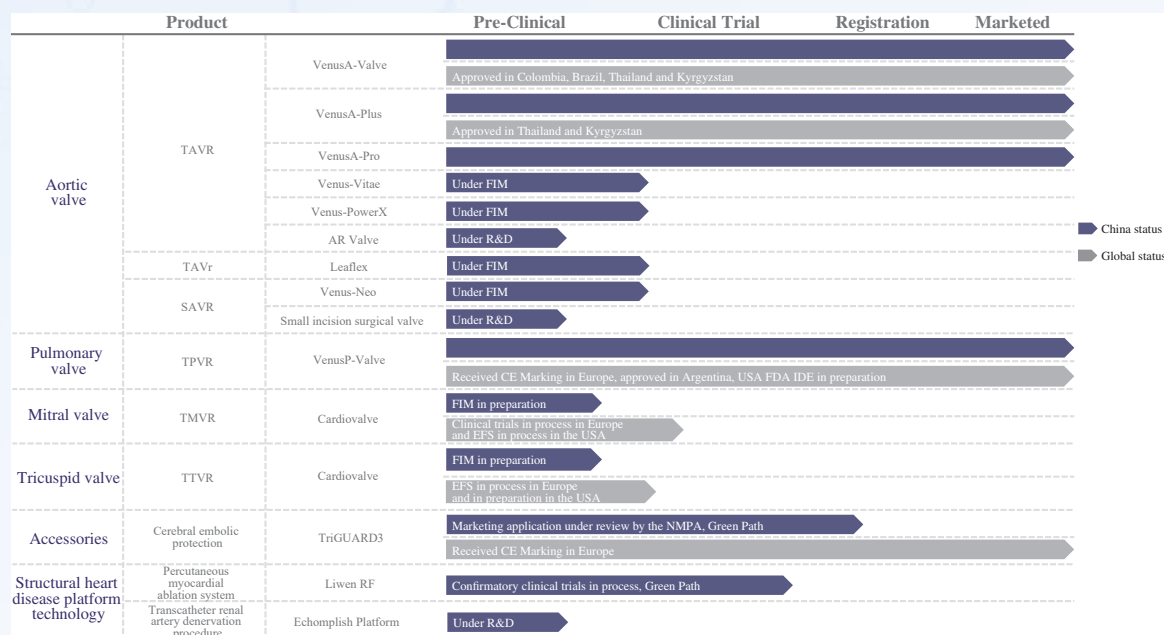 Product
Pre-Clinical
Clinical Trial
Registration
Marketed
Aortic
valve
TAVR
VenusA-Valve
Approved in Colombia, Brazil, Thailand and Kyrgyzstan
VenusA-Plus
Approved in Thailand and Kyrgyzstan
VenusA-Pro
Venus-Vitae
Under FIM
Venus-PowerX
Under FIM
AR Valve
Under R&D
TAVr
Leaflex
Under FIM
SAVR
Venus-Neo
Under FIM
Small incision surgical valve
Under R&D
China status
Global status
Pulmonary
valve
TPVR
VenusP-Valve
Received CE Marking in Europe, approved in Argentina, USA FDA IDE in preparation
Mitral valve
TMVR
Cardiovalve
FIM in preparation
Clinical trials in process in Europe
and EFS in process in the USA
Tricuspid valve
TTVR
Cardiovalve
FIM in preparation
EFS in process in Europe
and in preparation in the USA
Accessories
Cerebral embolic
protection
TriGUARD3
Marketing application under review by the NMPA, Green Path
Received CE Marking in Europe
Structural heart
disease platform
technology
Percutaneous
myocardial
ablation system
Liwen RF
Confirmatory clinical trials in process, Green Path
Transcatheter renal
artery denervation
procedure
Echomplish Platform
Under R&D